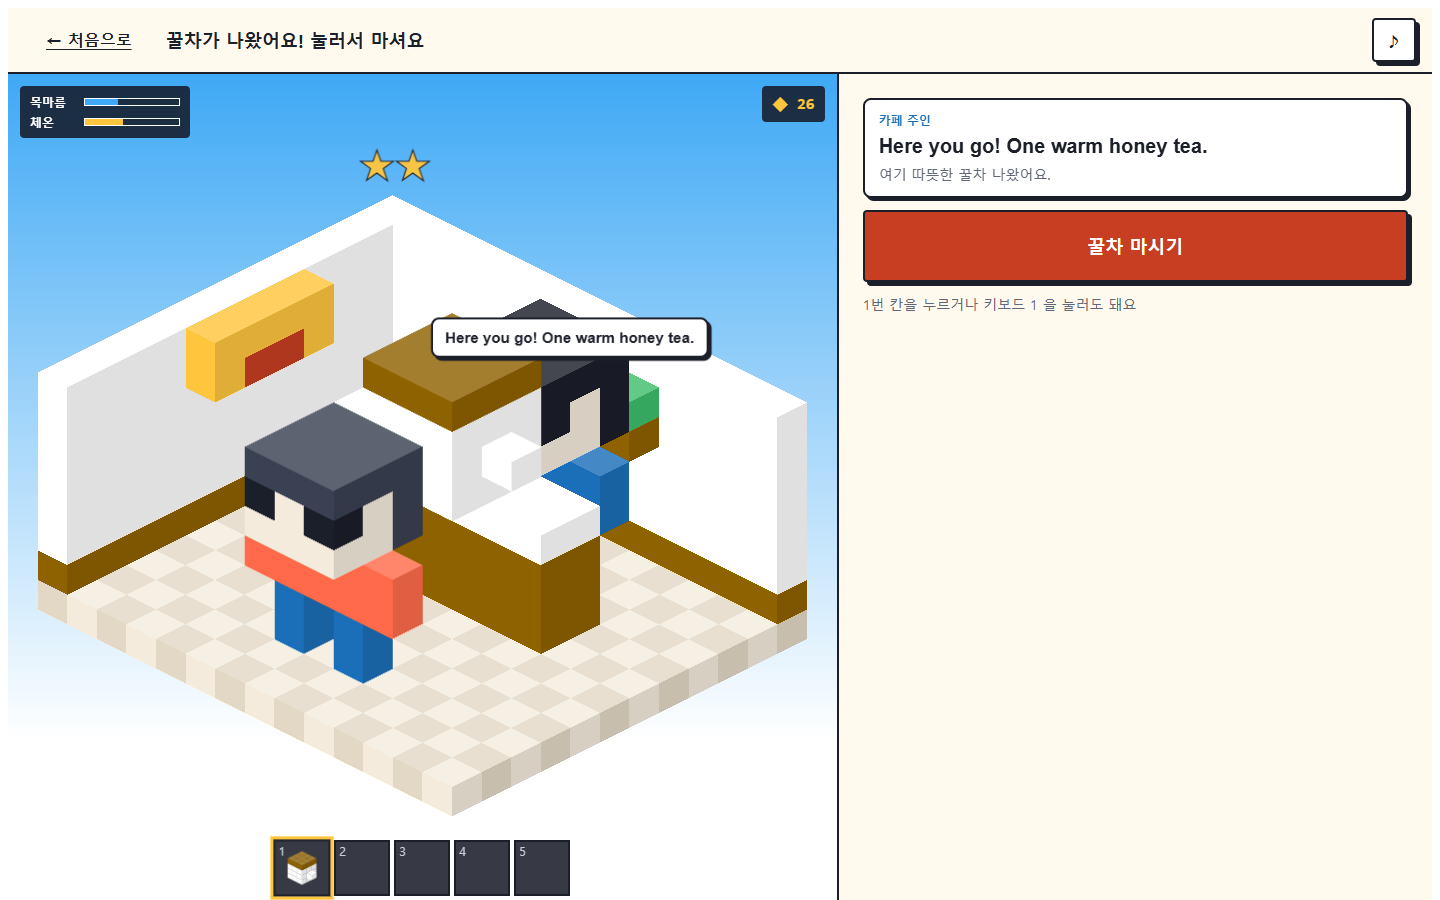 ← 처음으로
꿀차가 나왔어요! 눌러서 마셔요
♪
목마름
체온
26
카페 주인
Here you go! One warm honey tea.
여기 따뜻한 꿀차 나왔어요.
꿀차 마시기
1번 칸을 누르거나 키보드 1 을 눌러도 돼요
Here you go! One warm honey tea.
1
2
3
4
5